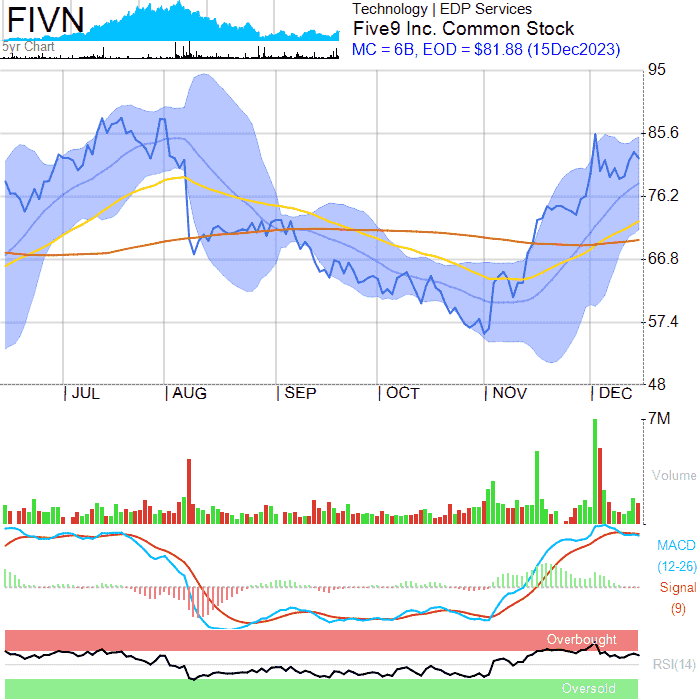 FIVN
5yr Chart
Technology | EDP Services
Five9 Inc. Common Stock
MC = 6B, EOD = $81.88 (15Dec2023)
95
85.6
76.2
66.8
57.4
48
| JUL | AUG | SEP | OCT | NOV | DEC
7M
Volume
MACD
(12-26)
Signal
(9)
Overbought
RSI(14)
Oversold